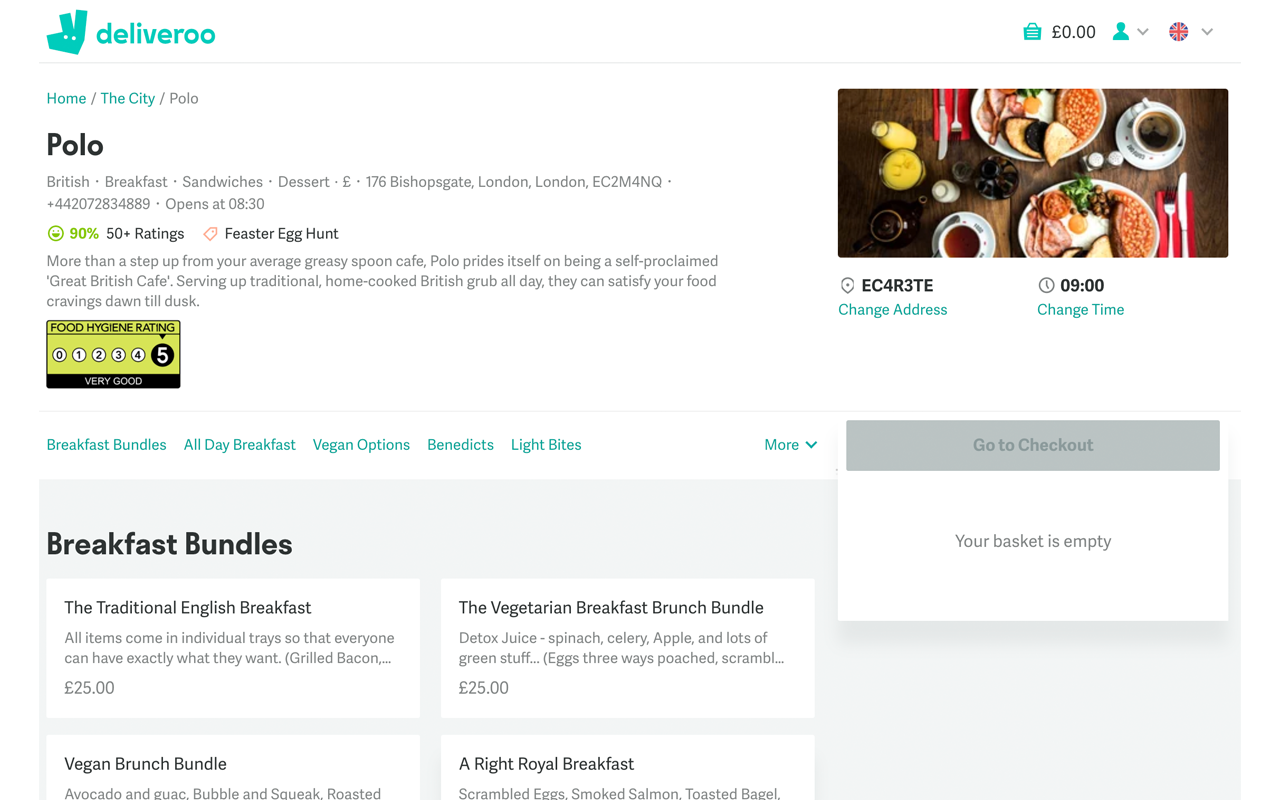 deliveroo
£0.00
Home / The City / Polo
Polo
British · Breakfast · Sandwiches · Dessert · £ · 176 Bishopsgate, London, London, EC2M4NQ ·
+442072834889 · Opens at 08:30
90% 50+ Ratings Feaster Egg Hunt
More than a step up from your average greasy spoon cafe, Polo prides itself on being a self-proclaimed
'Great British Cafe'. Serving up traditional, home-cooked British grub all day, they can satisfy your food
cravings dawn till dusk.
FOOD HYGIENE RATING
0 1 2 3 4 5
VERY GOOD
EC4R3TE
Change Address
09:00
Change Time
Breakfast Bundles All Day Breakfast Vegan Options Benedicts Light Bites More
Go to Checkout
Your basket is empty
Breakfast Bundles
The Traditional English Breakfast
All items come in individual trays so that everyone
can have exactly what they want. (Grilled Bacon,...
£25.00
The Vegetarian Breakfast Brunch Bundle
Detox Juice - spinach, celery, Apple, and lots of
green stuff... (Eggs three ways poached, scrambl...
£25.00
Vegan Brunch Bundle
Avocado and guac, Bubble and Squeak, Roasted
A Right Royal Breakfast
Scrambled Eggs, Smoked Salmon, Toasted Bagel,